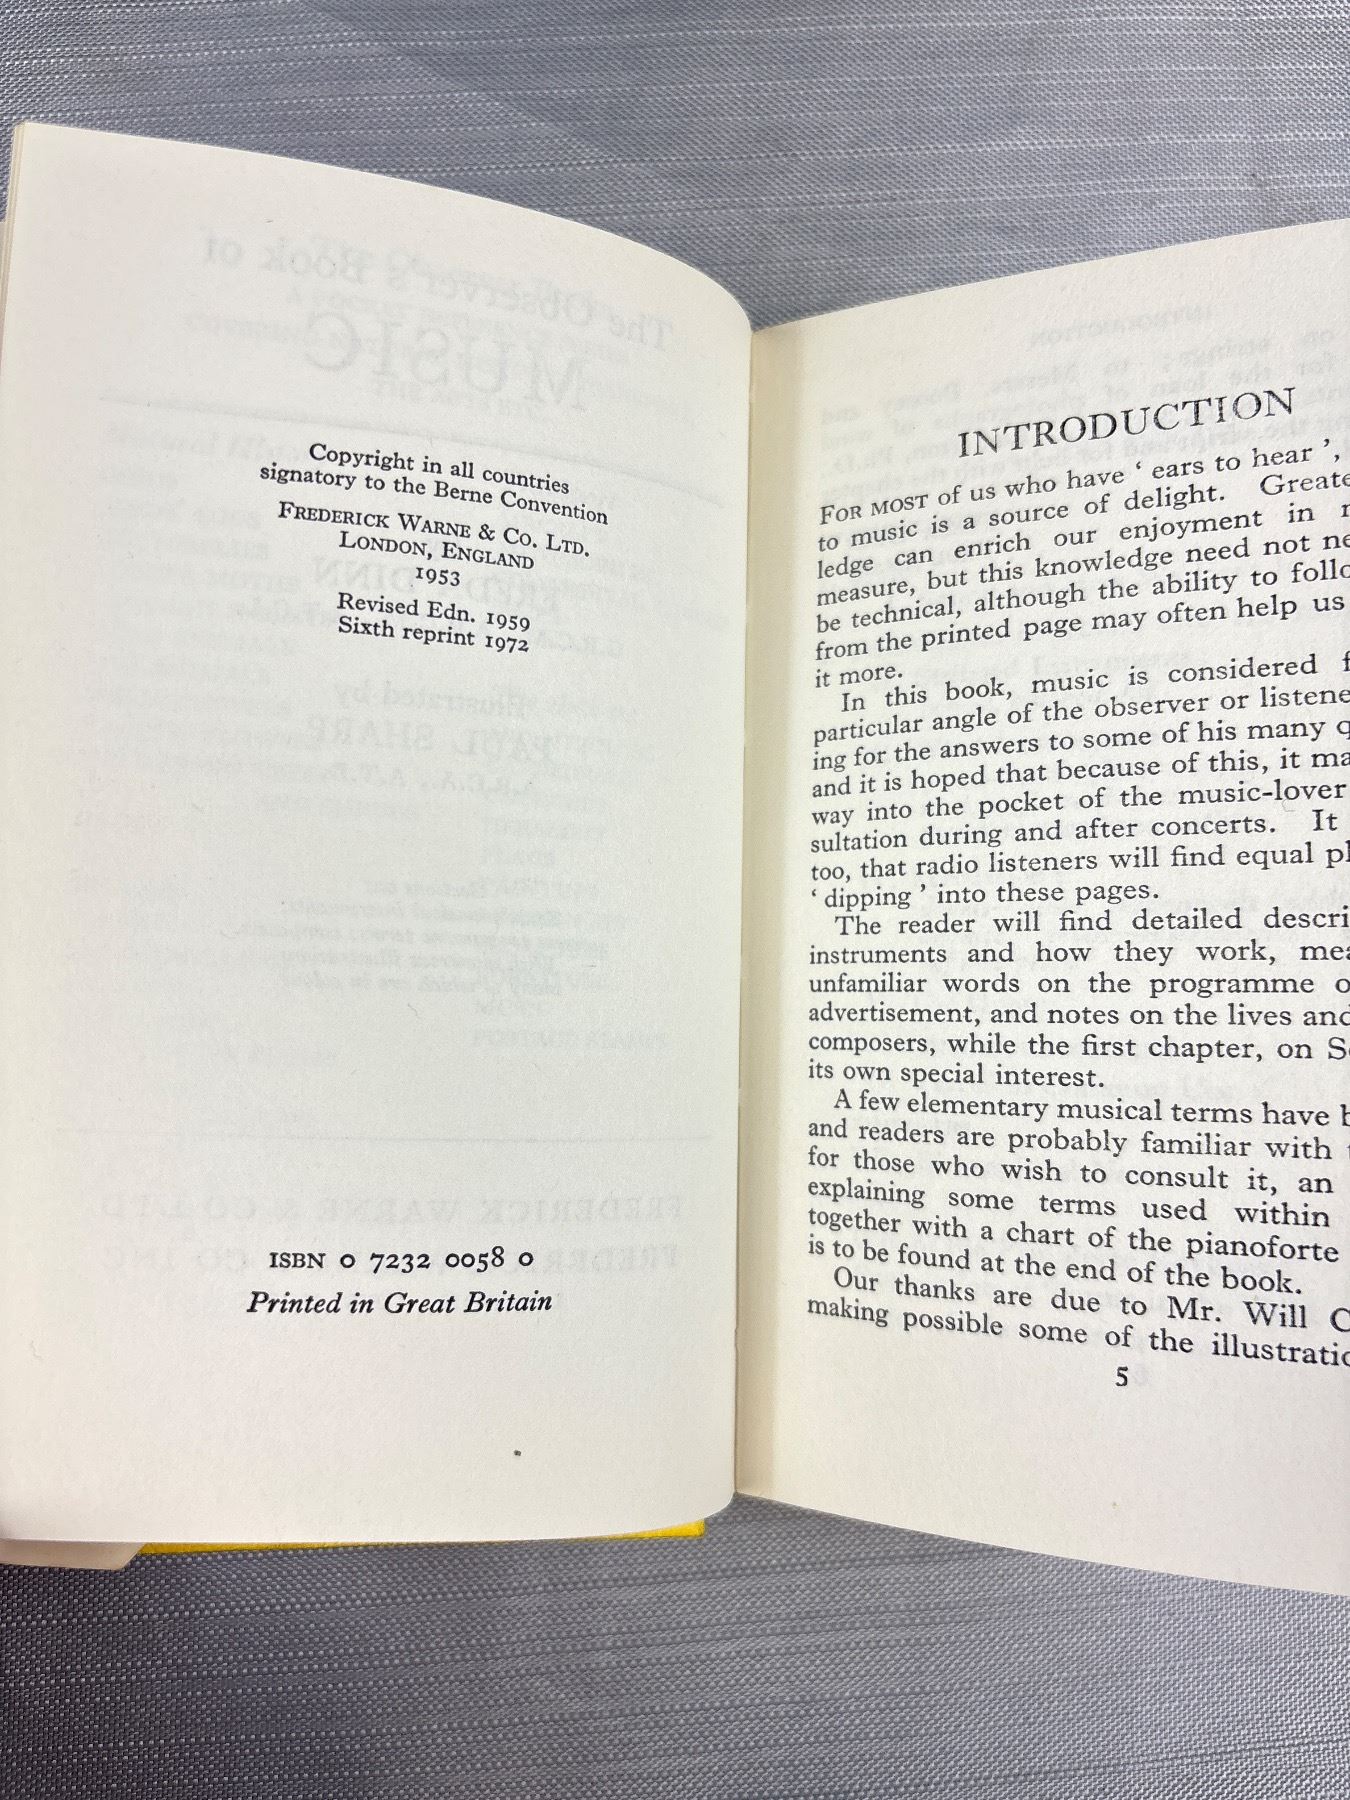 Copyright in all countries
signatory to the Berne Convention
FREDERICK WARNE & CO. LTD.
LONDON, ENGLAND
1953
Revised Edn. 1959
Sixth reprint 1972
ISBN 0 7232 0058 0
Printed in Great Britain
INTRODUCTION
FOR MOST of us who have ‘ ears to hear ’,
to music is a source of delight. Greate
ledge can enrich our enjoyment in
measure, but this knowledge need not ne
be technical, although the ability to follo
from the printed page may often help us
it more.
In this book, music is considered f
particular angle of the observer or listene
ing for the answers to some of his many q
and it is hoped that because of this, it ma
way into the pocket of the music-lover
sultation during and after concerts. It
too, that radio listeners will find equal pl
‘ dipping ’ into these pages.
The reader will find detailed descri
instruments and how they work, mea
unfamiliar words on the programme o
advertisement, and notes on the lives and
composers, while the first chapter, on S
its own special interest.
A few elementary musical terms have b
and readers are probably familiar with
for those who wish to consult it, an
explaining some terms used within
together with a chart of the pianoforte
is to be found at the end of the book.
Our thanks are due to Mr. Will C
making possible some of the illustratio
5
The Observer's Book of
MUSIC